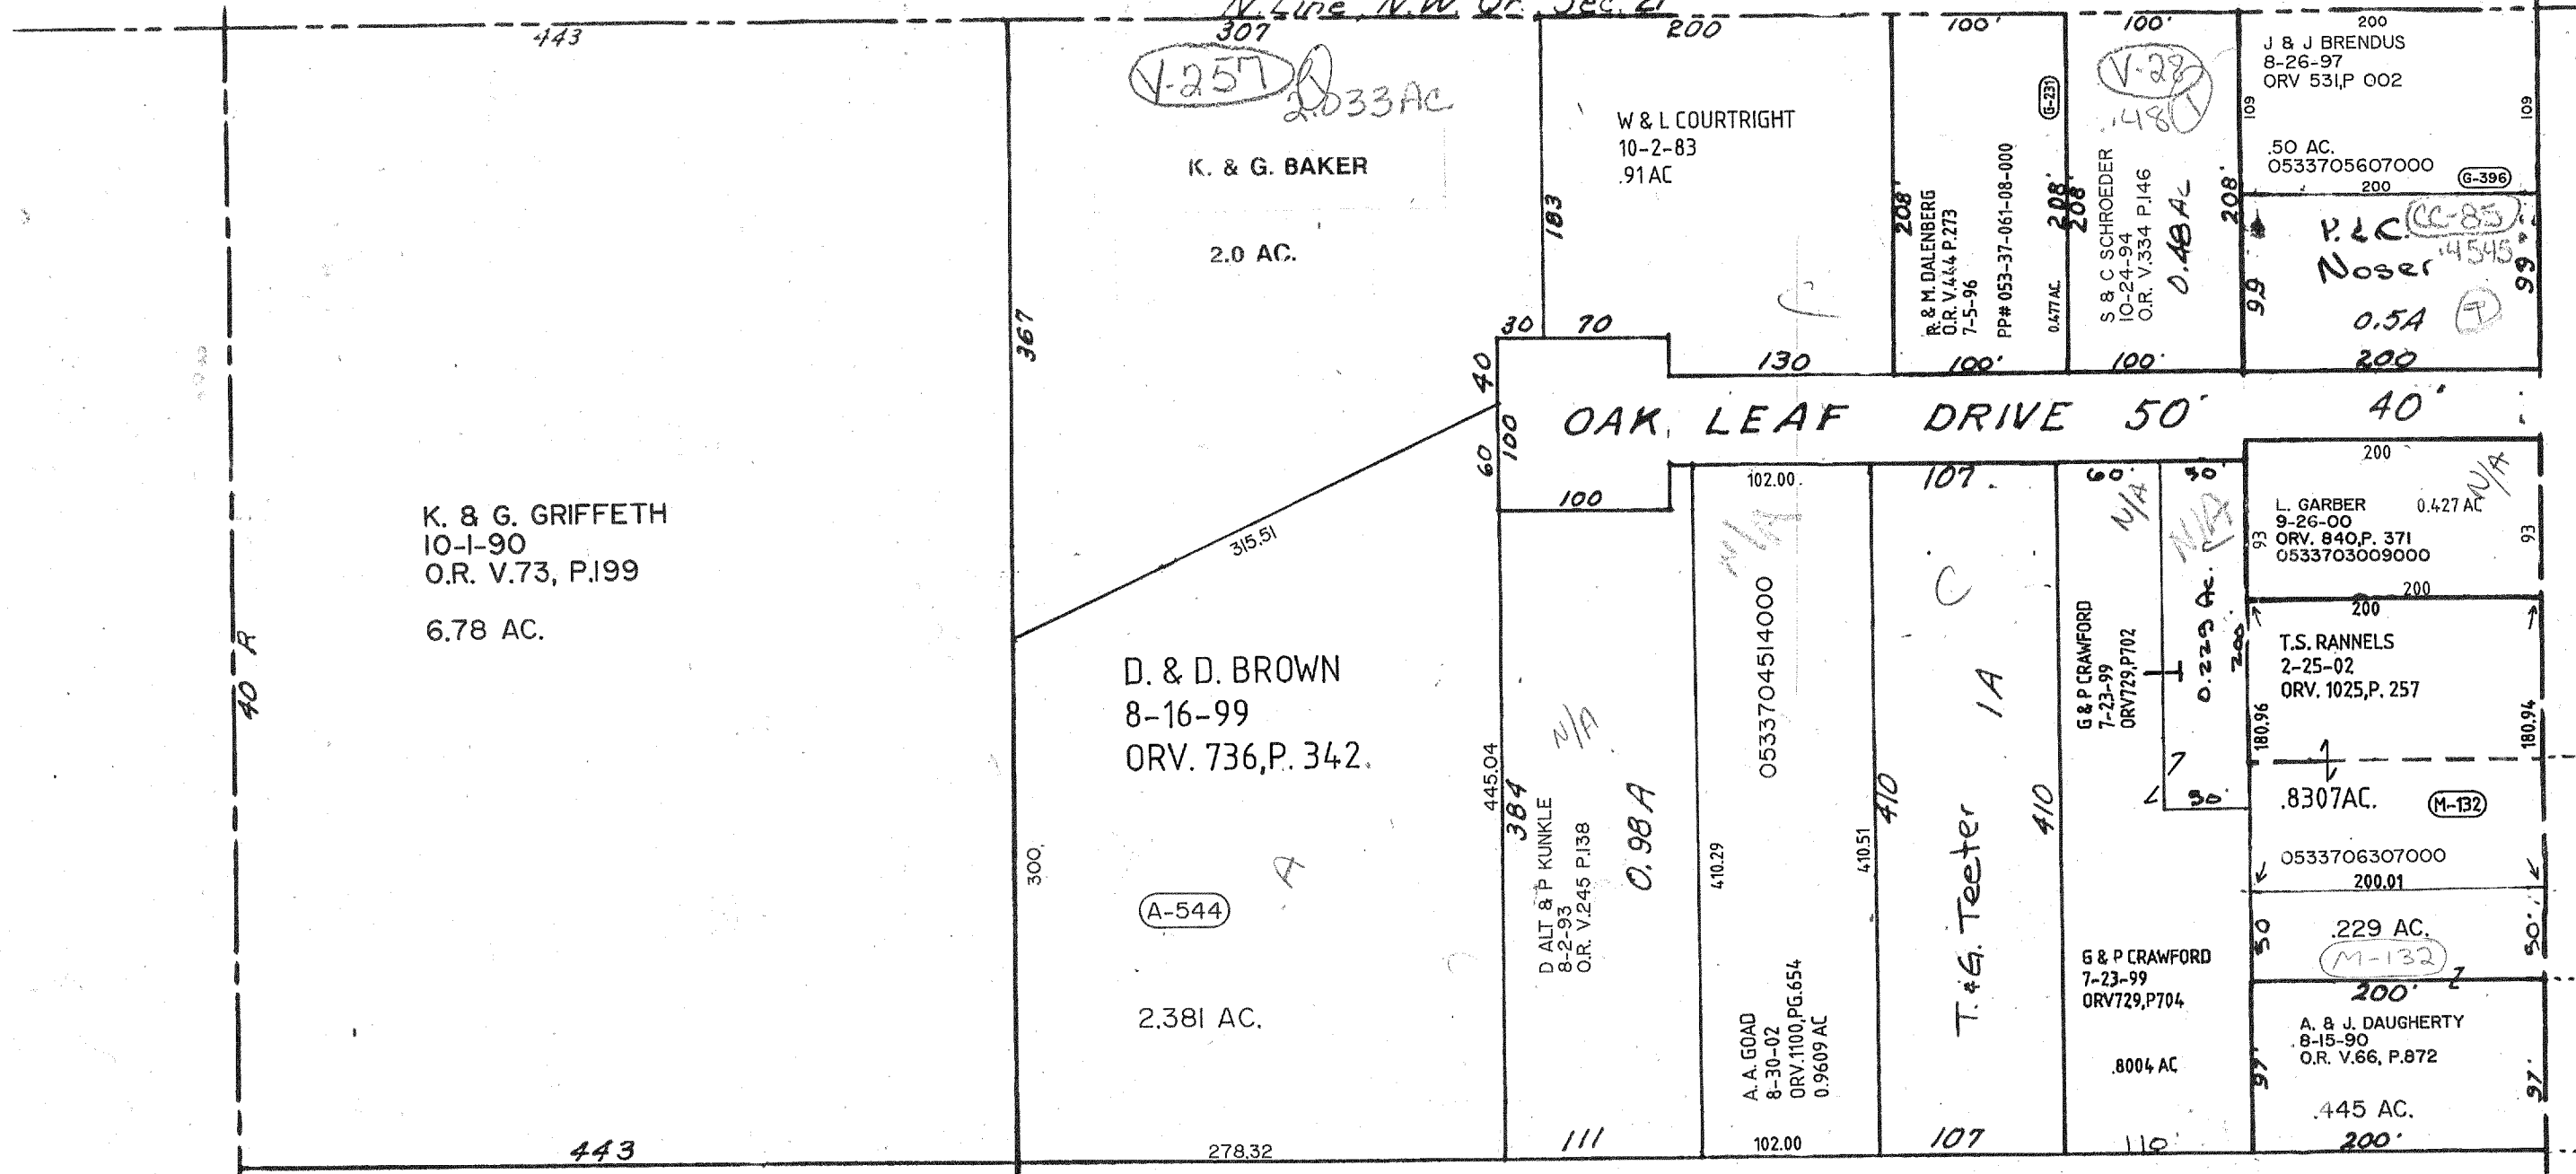 N. Line, N.W. Qr. Sec. 21
443
307
200
100'
100'
40 R
K. & G. GRIFFETH
10-1-90
O.R. V.73, P.199
6.78 AC.
443
367
300.
V-257
2.033 AC
K. & G. BAKER
2.0 AC.
315.51
D. & D. BROWN
8-16-99
ORV. 736,P. 342.
A
A-544
2.381 AC.
278.32
445.04
W & L COURTRIGHT
10-2-83
.91 AC
183
30
70
130
C
40
60
100
100
208'
R. & M. DALENBERG
O.R. V.444 P.273
7-5-96
PP# 053-37-061-08-000
0.477 AC.
G-231
208'
100'
208'
V-28
.48
S & C SCHROEDER
10-24-94
O.R. V.334 P.146
0.48 AC
208'
100'
200
J & J BRENDUS
8-26-97
ORV 531,P 002
109
109
.50 AC.
0533705607000
200
G-396
P. & C.
Noser
CC-85
.4545
0.5A
T
99
99
200
OAK LEAF DRIVE 50'
40'
384
D ALT & P KUNKLE
8-2-93
O.R. V.245 P.138
N/A
0.98 A
111
102.00
N/A
0533704514000
410.29
410.51
A. A. GOAD
8-30-02
ORV.1100,PG.654
0.9609 AC
102.00
107.
C
1A
T. & G. Teeter
410
410
107
60'
50'
N/A
N/A
G & P CRAWFORD
7-23-99
ORV729,P702
0.229 Ac.
200
50'
G & P CRAWFORD
7-23-99
ORV729,P704
.8004 AC
110'
200
L. GARBER
9-26-00
ORV. 840,P. 371
0533703009000
0.427 AC
N/A
93
93
200
200
T.S. RANNELS
2-25-02
ORV. 1025,P. 257
180.96
180.94
.8307AC.
M-132
0533706307000
200.01
50'
50'
.229 AC.
M-132
200'
A. & J. DAUGHERTY
8-15-90
O.R. V.66, P.872
97'
97'
.445 AC.
200'